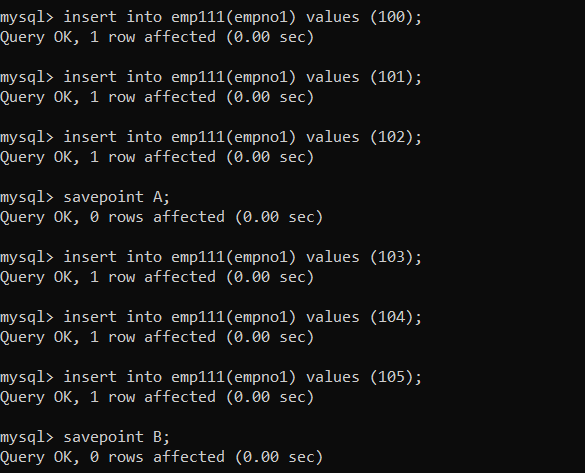 mysql> insert into emp111(empno1) values (100);
Query OK, 1 row affected (0.00 sec)
mysql> insert into emp111(empno1) values (101);
Query OK, 1 row affected (0.00 sec)
mysql> insert into emp111(empno1) values (102);
Query OK, 1 row affected (0.00 sec)
mysql> savepoint A;
Query OK, 0 rows affected (0.00 sec)
mysql> insert into emp111(empno1) values (103);
Query OK, 1 row affected (0.00 sec)
mysql> insert into emp111(empno1) values (104);
Query OK, 1 row affected (0.00 sec)
mysql> insert into emp111(empno1) values (105);
Query OK, 1 row affected (0.00 sec)
mysql> savepoint B;
Query OK, 0 rows affected (0.00 sec)